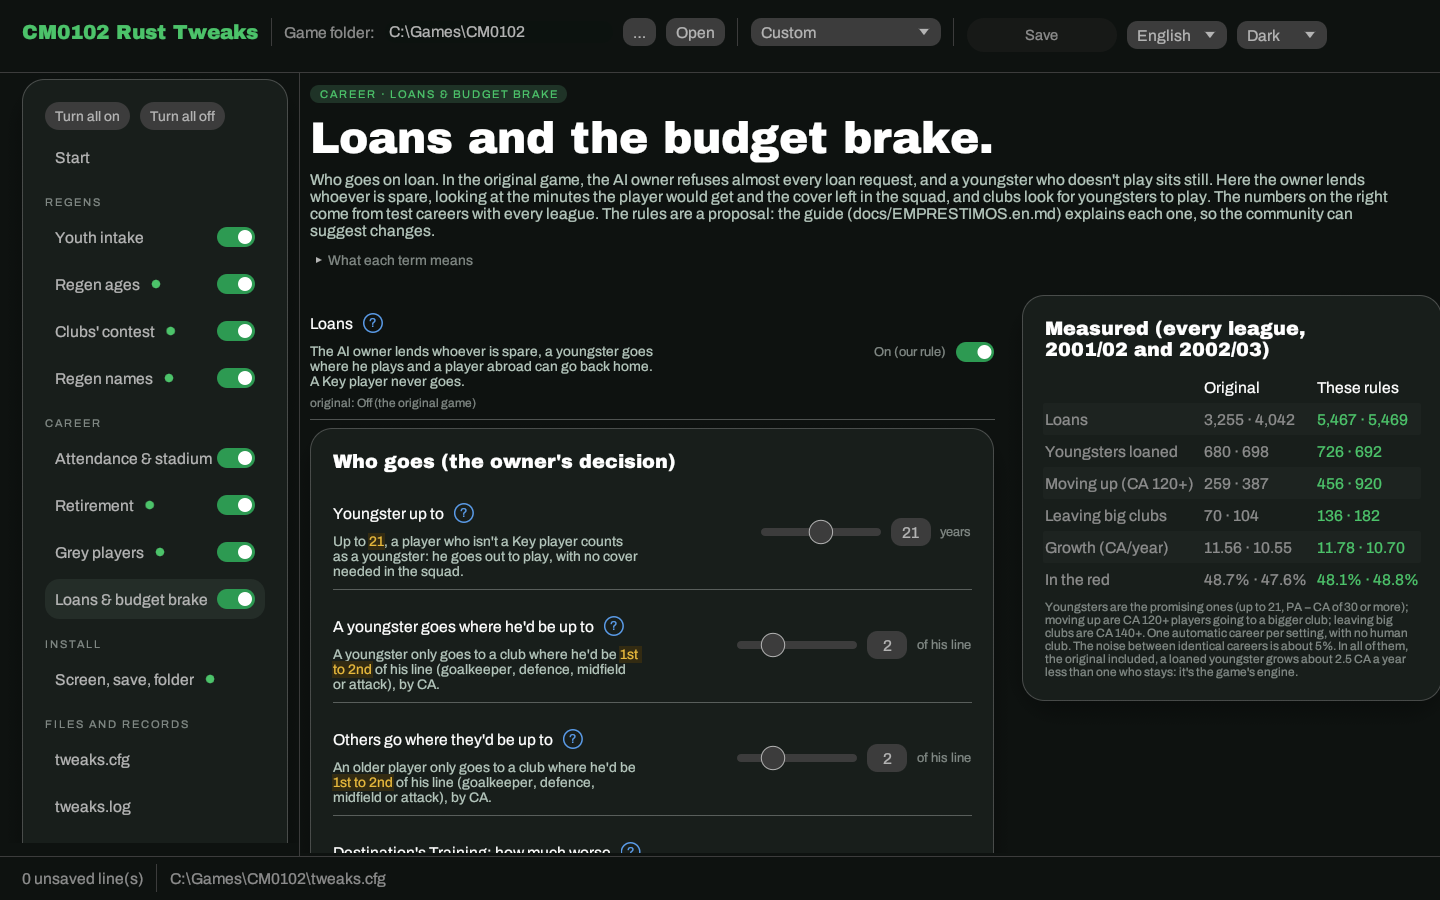 CM0102 Rust Tweaks
Game folder: C:\Games\CM0102
... Open
Custom
Save
English
Dark
Turn all on Turn all off
Start
REGENS
Youth intake
Regen ages
Clubs' contest
Regen names
CAREER
Attendance & stadium
Retirement
Grey players
Loans & budget brake
INSTALL
Screen, save, folder
FILES AND RECORDS
tweaks.cfg
tweaks.log
CAREER · LOANS & BUDGET BRAKE
Loans and the budget brake.
Who goes on loan. In the original game, the AI owner refuses almost every loan request, and a youngster who doesn't play sits still. Here the owner lends
whoever is spare, looking at the minutes the player would get and the cover left in the squad, and clubs look for youngsters to play. The numbers on the right
come from test careers with every league. The rules are a proposal: the guide (docs/EMPRESTIMOS.en.md) explains each one, so the community can
suggest changes.
▸ What each term means
Loans ?
The AI owner lends whoever is spare, a youngster goes
where he plays and a player abroad can go back home.
A Key player never goes.
original: Off (the original game)
On (our rule)
Who goes (the owner's decision)
Youngster up to ?
Up to 21, a player who isn't a Key player counts
as a youngster: he goes out to play, with no cover
needed in the squad.
21 years
A youngster goes where he'd be up to ?
A youngster only goes to a club where he'd be 1st
to 2nd of his line (goalkeeper, defence, midfield
or attack), by CA.
2 of his line
Others go where they'd be up to ?
An older player only goes to a club where he'd be
1st to 2nd of his line (goalkeeper, defence,
midfield or attack), by CA.
2 of his line
Destination's Training: how much worse ?
Measured (every league,
2001/02 and 2002/03)
Original These rules
Loans 3,255 · 4,042 5,467 · 5,469
Youngsters loaned 680 · 698 726 · 692
Moving up (CA 120+) 259 · 387 456 · 920
Leaving big clubs 70 · 104 136 · 182
Growth (CA/year) 11.56 · 10.55 11.78 · 10.70
In the red 48.7% · 47.6% 48.1% · 48.8%
Youngsters are the promising ones (up to 21, PA – CA of 30 or more);
moving up are CA 120+ players going to a bigger club; leaving big
clubs are CA 140+. One automatic career per setting, with no human
club. The noise between identical careers is about 5%. In all of them,
the original included, a loaned youngster grows about 2.5 CA a year
less than one who stays: it's the game's engine.
0 unsaved line(s) C:\Games\CM0102\tweaks.cfg